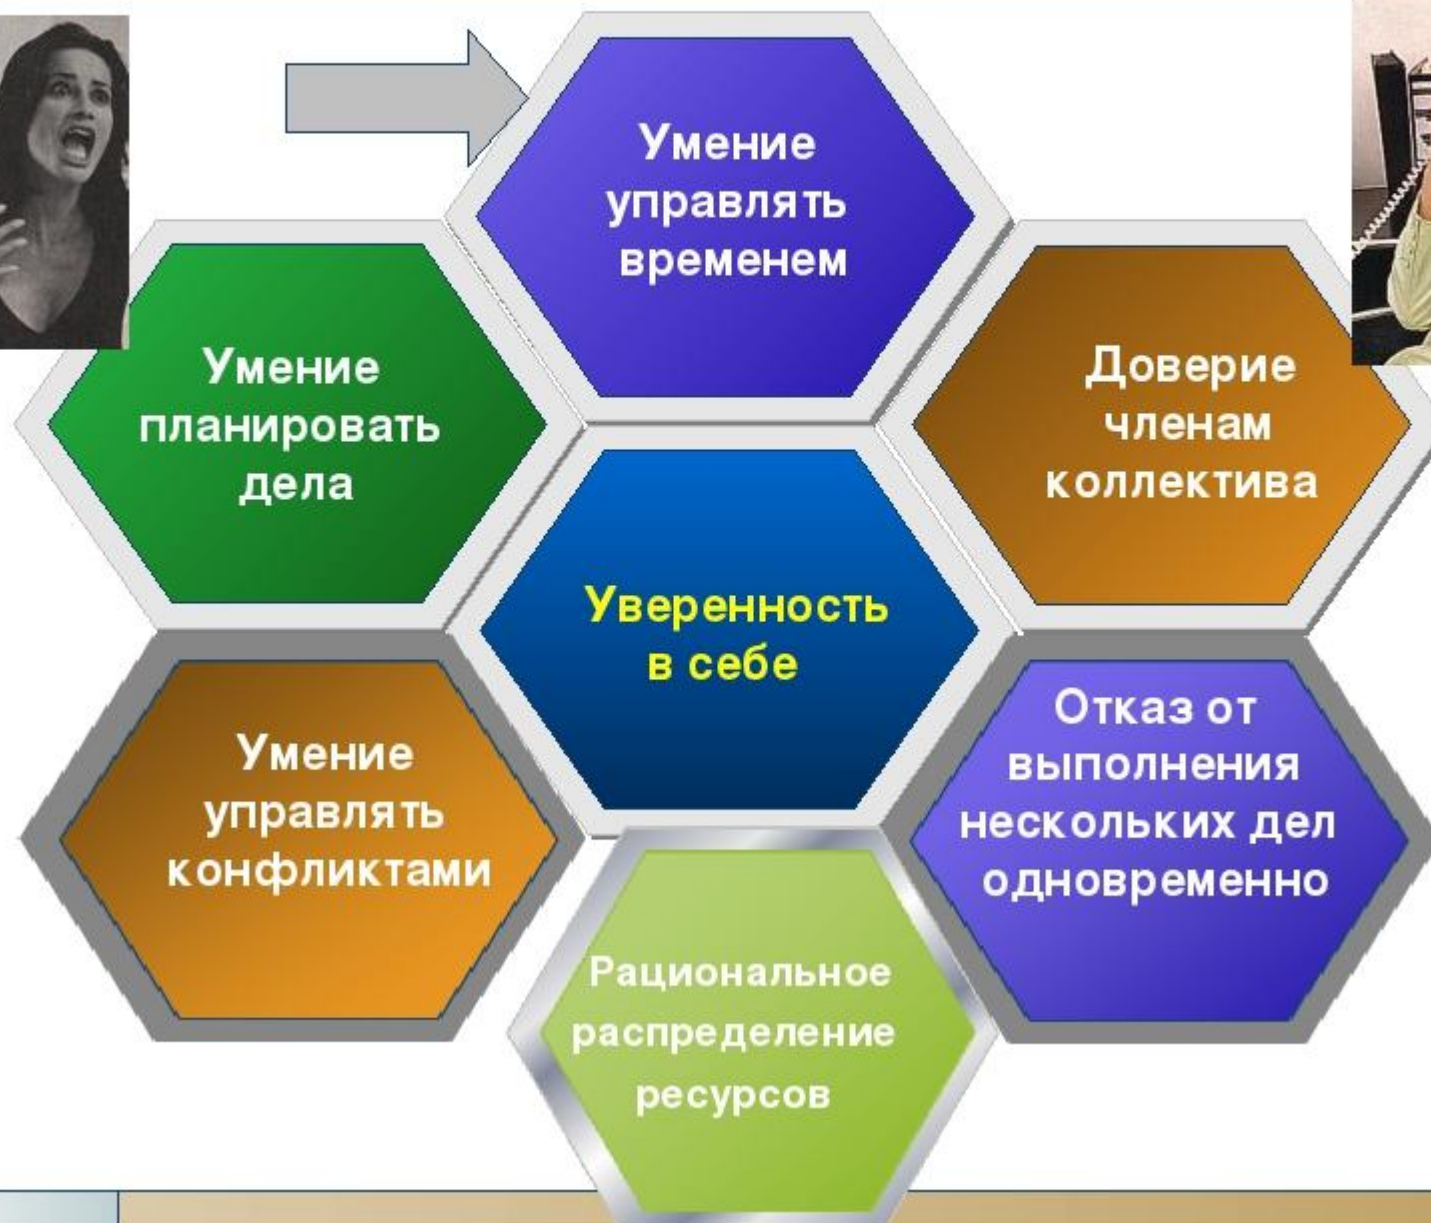 Умение
управлять
временем
Умение
планировать
дела
Доверие
членам
коллектива
Уверенность
в себе
Умение
управлять
конфликтами
Отказ от
выполнения
нескольких дел
одновременно
Рациональное
распределение
ресурсов